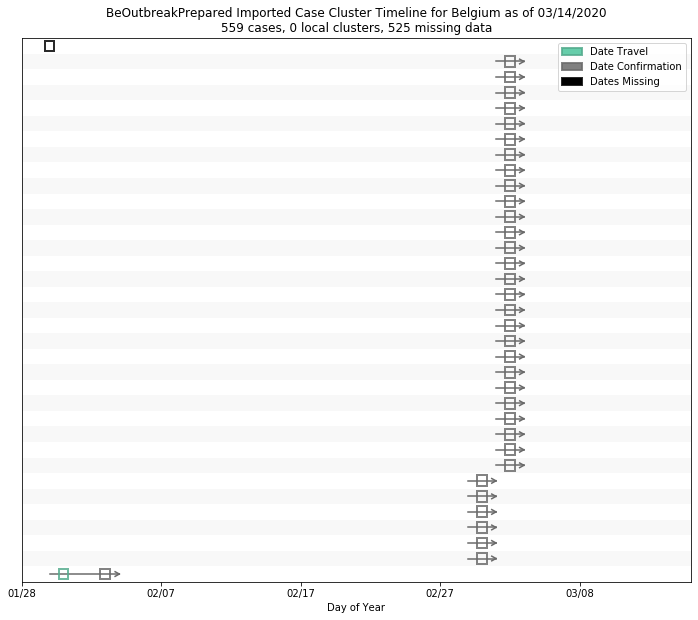 BeOutbreakPrepared Imported Case Cluster Timeline for Belgium as of 03/14/2020
559 cases, 0 local clusters, 525 missing data
Date Travel
Date Confirmation
Dates Missing
01/28
02/07
02/17
02/27
03/08
Day of Year